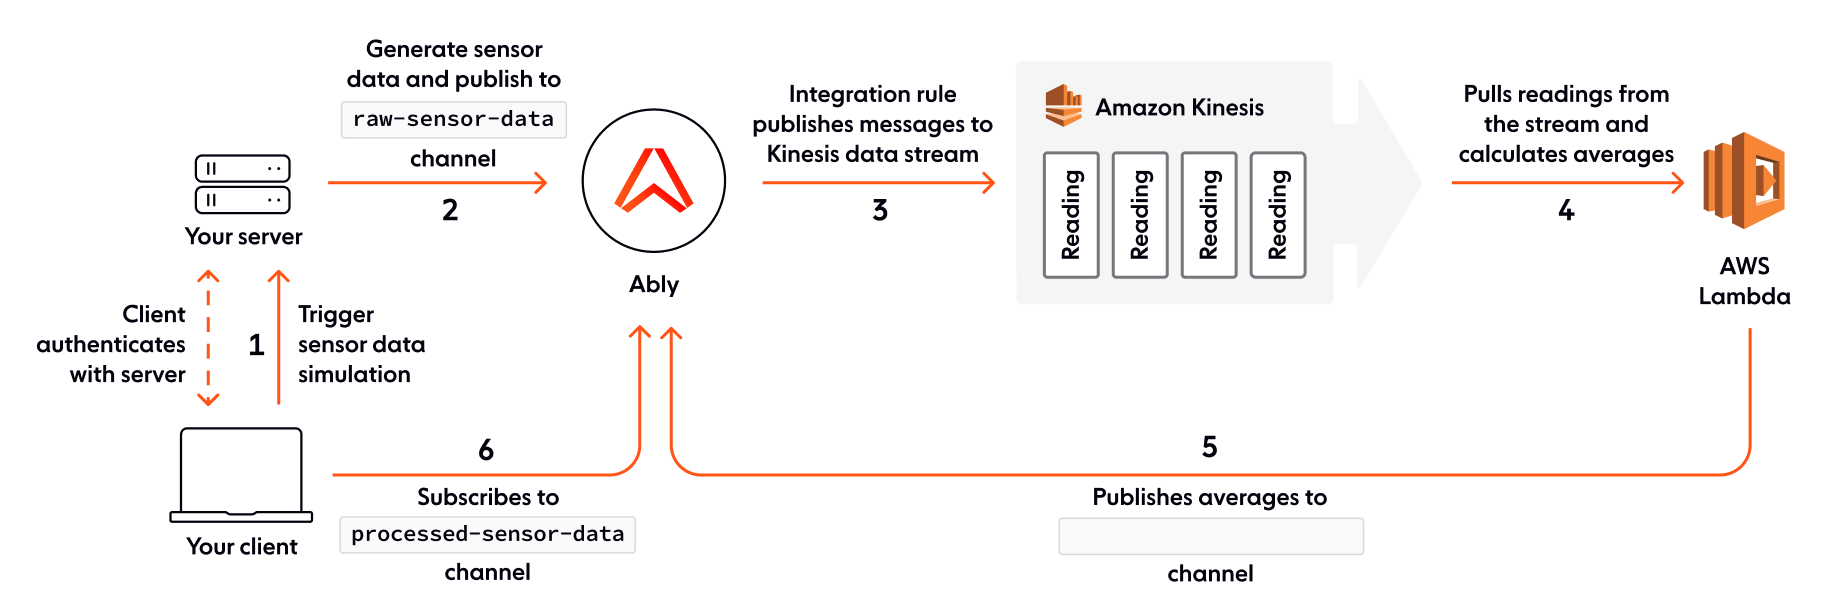 Generate sensor
data and publish to
raw-sensor-data
channel
2
Your server
Client
authenticates
with server
1
Trigger
sensor data
simulation
Your client
Ably
Integration rule
publishes messages to
Kinesis data stream
3
Amazon Kinesis
Reading
Reading
Reading
Reading
Pulls readings from
the stream and
calculates averages
4
AWS
Lambda
5
Publishes averages to
channel
6
Subscribes to
processed-sensor-data
channel